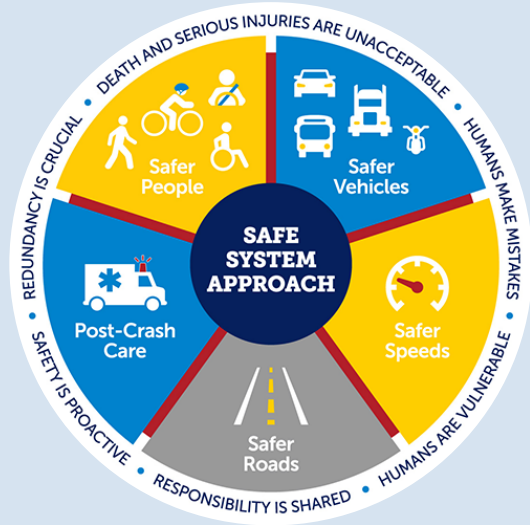 DEATH AND SERIOUS INJURIES ARE UNACCEPTABLE
HUMANS MAKE MISTAKES
HUMANS ARE VULNERABLE
RESPONSIBILITY IS SHARED
SAFETY IS PROACTIVE
REDUNDANCY IS CRUCIAL
Safer
People
Safer
Vehicles
SAFE
SYSTEM
APPROACH
Post-Crash
Care
Safer
Speeds
Safer
Roads